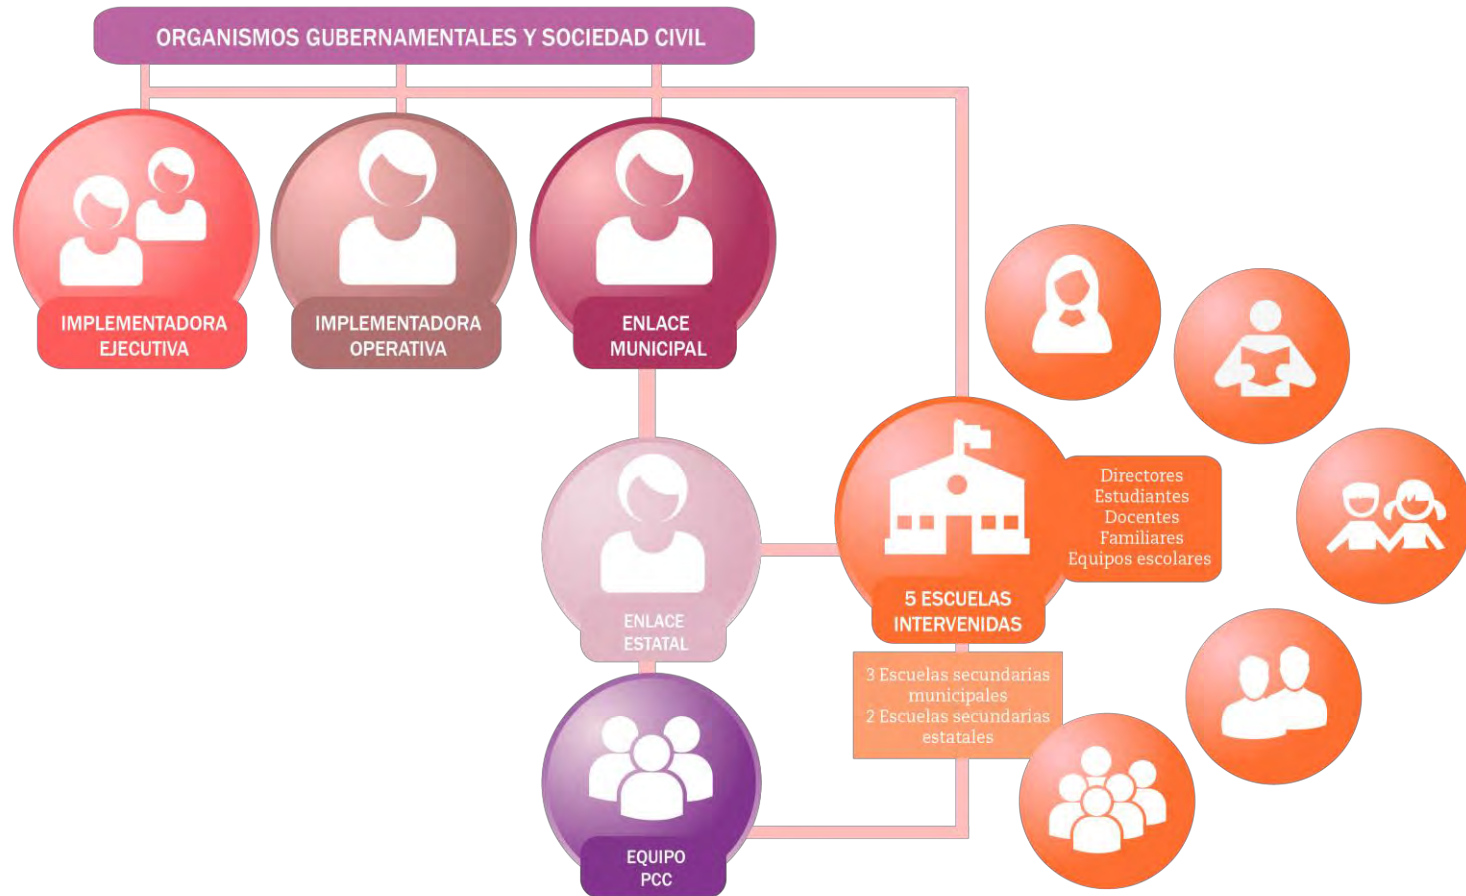 ORGANISMOS GUBERNAMENTALES Y SOCIEDAD CIVIL
IMPLEMENTADORA
EJECUTIVA
IMPLEMENTADORA
OPERATIVA
ENLACE
MUNICIPAL
Directores
Estudiantes
Docentes
Familiares
Equipos escolares
5 ESCUELAS
INTERVENIDAS
ENLACE
ESTATAL
3 Escuelas secundarias
municipales
2 Escuelas secundarias
estatales
EQUIPO
PCC